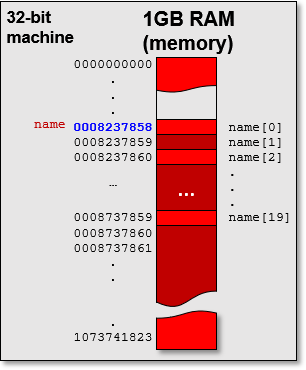 32-bit
machine
1GB RAM
(memory)
0000000000
.
.
.
name 0008237858 name[0]
0008237859 name[1]
0008237860 name[2]
.
… … .
.
0008737859 name[19]
0008737860
0008737861
.
.
.
1073741823